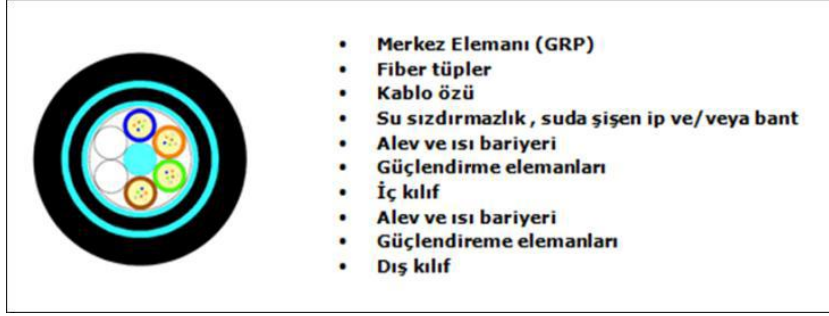 • Merkez Elemanı (GRP)
• Fiber tüpler
• Kablo özü
• Su sızdırmazlık , suda şişen ip ve/veya bant
• Alev ve ısı bariyeri
• Güçlendirme elemanları
• İç kılıf
• Alev ve ısı bariyeri
• Güçlendireme elemanları
• Dış kılıf